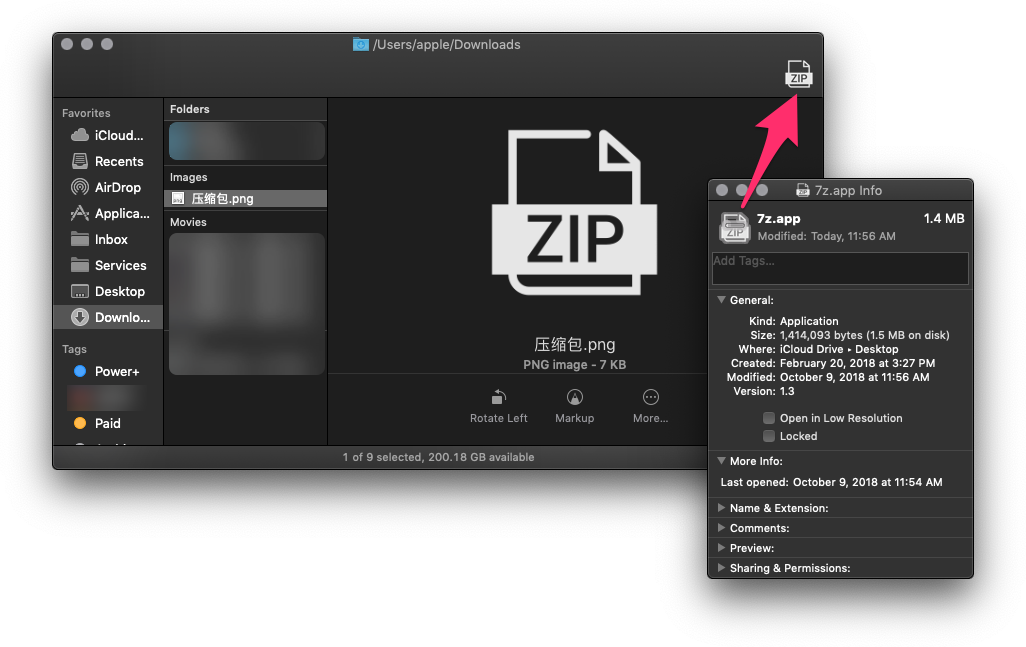 /Users/apple/Downloads
ZIP
Favorites
iCloud...
Recents
AirDrop
Applica...
Inbox
Services
Desktop
Downlo...
Tags
Power+
Paid
Folders
Images
压缩包.png
Movies
ZIP
压缩包.png
PNG image - 7 KB
Rotate Left
Markup
More...
1 of 9 selected, 200.18 GB available
7z.app Info
ZIP
7z.app
1.4 MB
Modified: Today, 11:56 AM
Add Tags...
General:
Kind: Application
Size: 1,414,093 bytes (1.5 MB on disk)
Where: iCloud Drive ▸ Desktop
Created: February 20, 2018 at 3:27 PM
Modified: October 9, 2018 at 11:56 AM
Version: 1.3
Open in Low Resolution
Locked
More Info:
Last opened: October 9, 2018 at 11:54 AM
Name & Extension:
Comments:
Preview:
Sharing & Permissions: